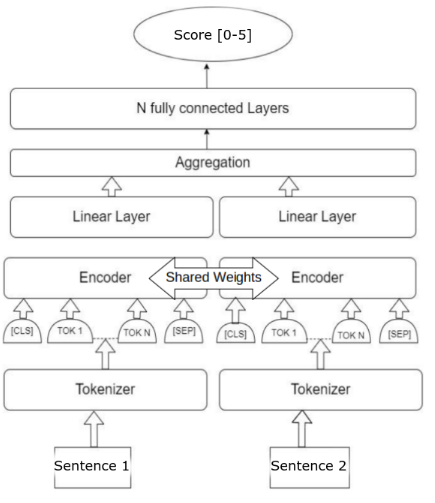 Score [0-5]
N fully connected Layers
Aggregation
Linear Layer Linear Layer
Encoder Shared Weights Encoder
[CLS] TOK 1 TOK N [SEP] [CLS] TOK 1 TOK N [SEP]
Tokenizer Tokenizer
Sentence 1 Sentence 2